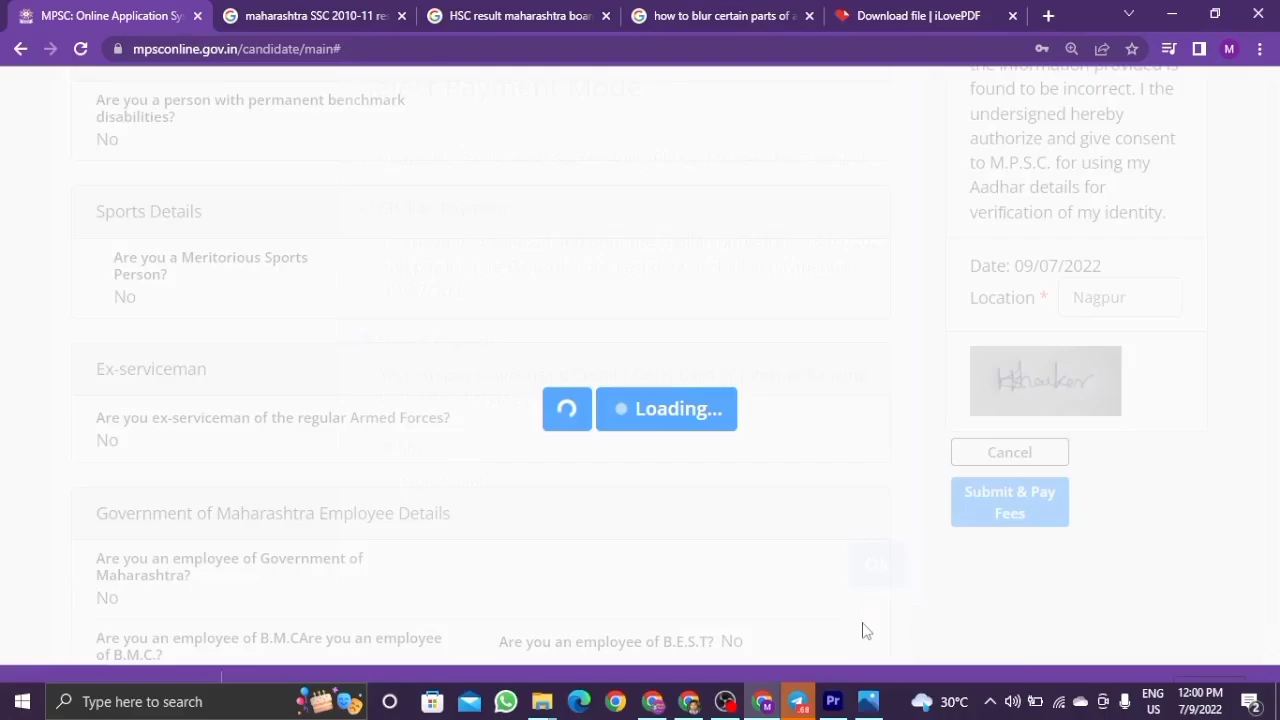 MPSC: Online Application Sy
maharashtra SSC 2010-11 re
HSC result maharashtra boar
how to blur certain parts of a
Download file | iLovePDF
mpsconline.gov.in/candidate/main#
M
Select Payment Mode
Are you a person with permanent benchmark
disabilities?
No
Sports Details
Are you a Meritorious Sports
Person?
No
Ex-serviceman
Are you ex-serviceman of the regular Armed Forces?
No
Loading...
Government of Maharashtra Employee Details
Are you an employee of Government of
Maharashtra?
No
Ok
Are you an employee of B.M.CAre you an employee
of B.M.C.?
Are you an employee of B.E.S.T? No
the information provided is
found to be incorrect. I the
undersigned hereby
authorize and give consent
to M.P.S.C. for using my
Aadhar details for
verification of my identity.
Date: 09/07/2022
Location * Nagpur
Cancel
Submit & Pay
Fees
Type here to search
Pr
.68
30°C
ENG
US
12:00 PM
7/9/2022
2